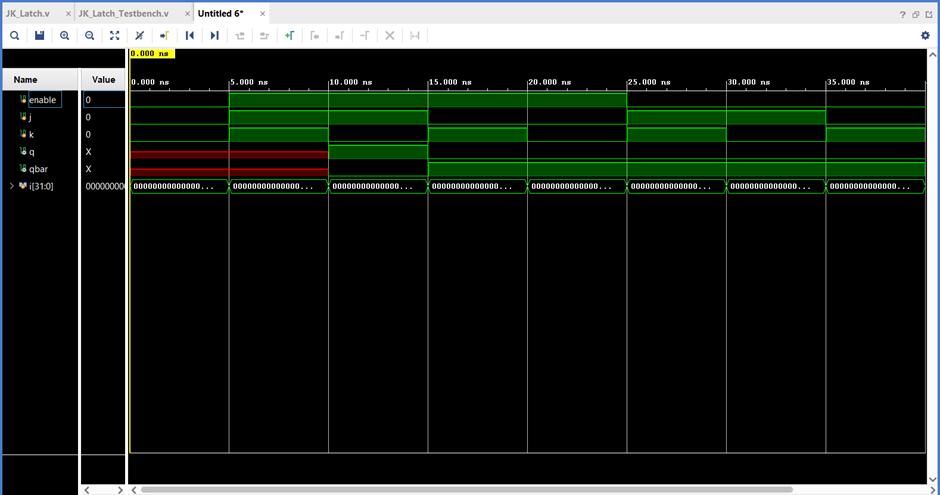 JK_Latch.v × JK_Latch_Testbench.v × Untitled 6* ×
?
0.000 ns
Name Value
0.000 ns 5.000 ns 10.000 ns 15.000 ns 20.000 ns 25.000 ns 30.000 ns 35.000 ns
enable 0
j 0
k 0
q X
qbar X
i[31:0] 000000000 00000000000000... 00000000000000... 00000000000000... 00000000000000... 00000000000000... 00000000000000... 00000000000000... 00000000000000...